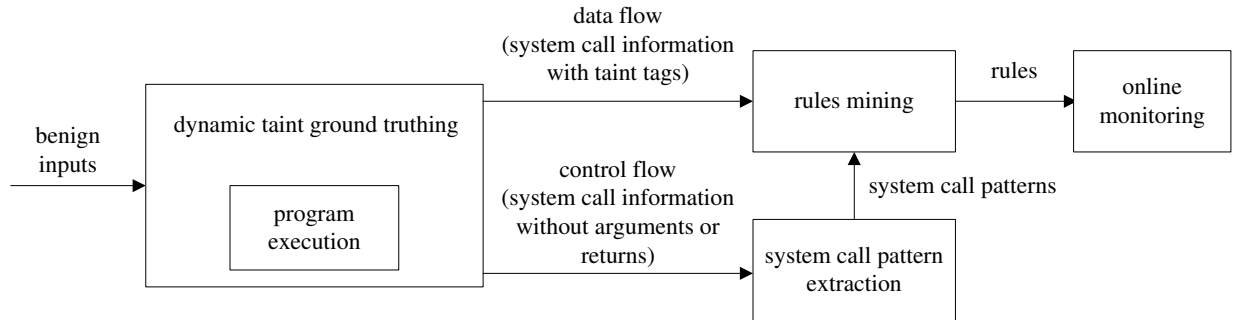 data flow
(system call information
with taint tags)
rules
rules mining
online
monitoring
dynamic taint ground truthing
benign
inputs
control flow
(system call information
without arguments or
returns)
system call patterns
program
execution
system call pattern
extraction